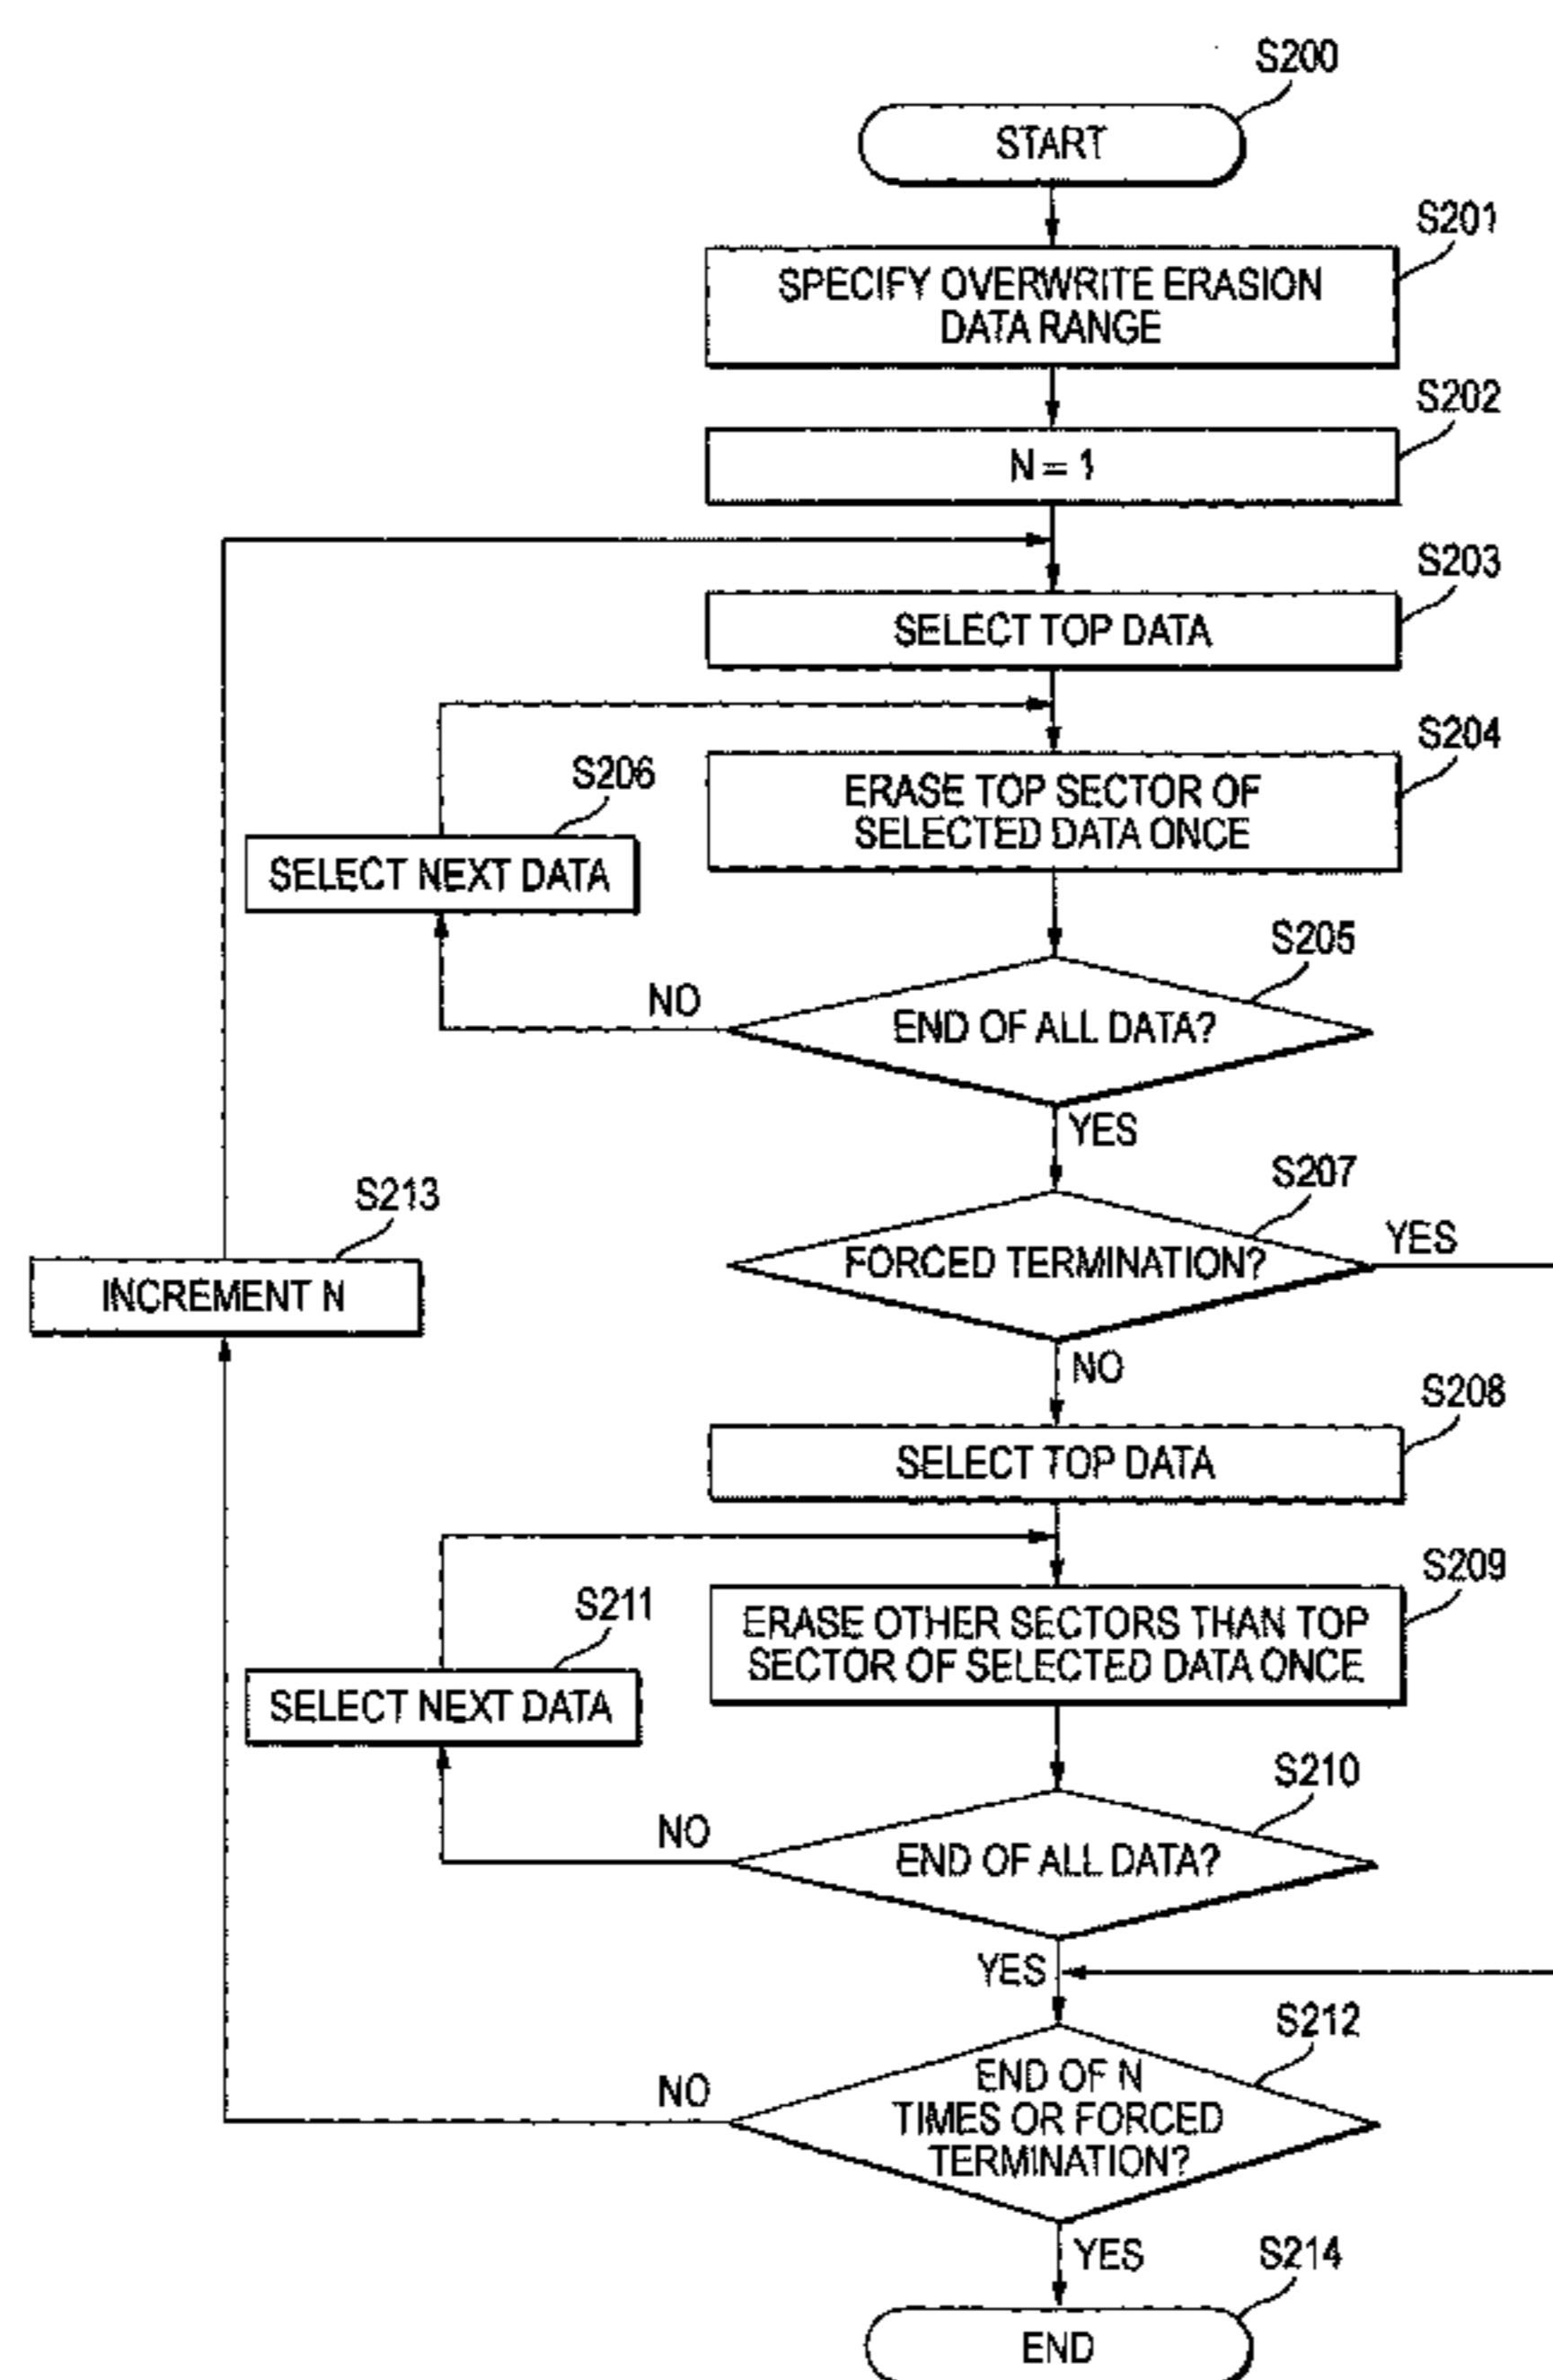 S200
START
S201
SPECIFY OVERWRITE ERASION
DATA RANGE
S202
N = 1
S203
SELECT TOP DATA
S204
ERASE TOP SECTOR OF
SELECTED DATA ONCE
S206
SELECT NEXT DATA
S205
NO
END OF ALL DATA?
YES
S207
FORCED TERMINATION?
YES
S213
INCREMENT N
NO
S208
SELECT TOP DATA
S209
ERASE OTHER SECTORS THAN TOP
SECTOR OF SELECTED DATA ONCE
S211
SELECT NEXT DATA
S210
NO
END OF ALL DATA?
YES
S212
NO
END OF N
TIMES OR FORCED
TERMINATION?
YES
S214
END